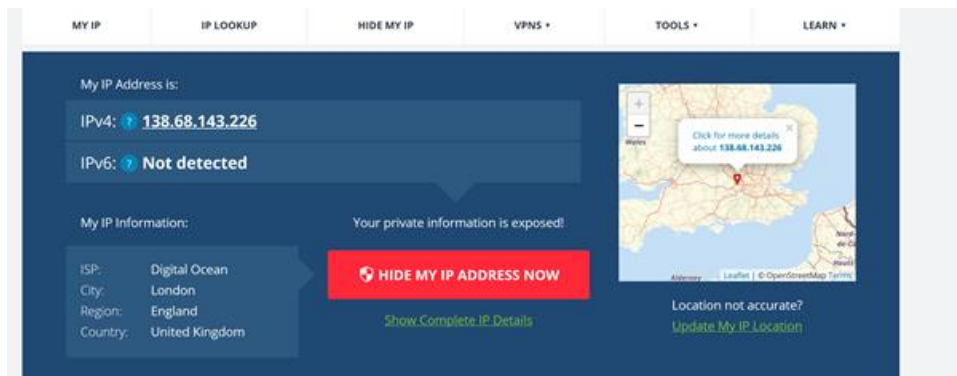 MY IP
IP LOOKUP
HIDE MY IP
VPNS
TOOLS
LEARN
My IP Address is:
IPv4: ? 138.68.143.226
IPv6: ? Not detected
My IP Information:
ISP: Digital Ocean
City: London
Region: England
Country: United Kingdom
Your private information is exposed!
HIDE MY IP ADDRESS NOW
Show Complete IP Details
+
−
Click for more details
about 138.68.143.226
×
Wales
Alderney
Leaflet | © OpenStreetMap Terms
Location not accurate?
Update My IP Location